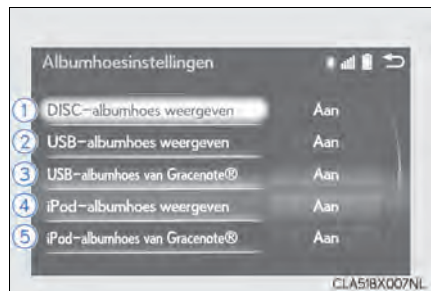 Albumhoesinstellingen
1 DISC-albumhoes weergeven Aan
2 USB-albumhoes weergeven Aan
3 USB-albumhoes van Gracenote® Aan
4 iPod-albumhoes weergeven Aan
5 iPod-albumhoes van Gracenote® Aan
CLA518X007NL